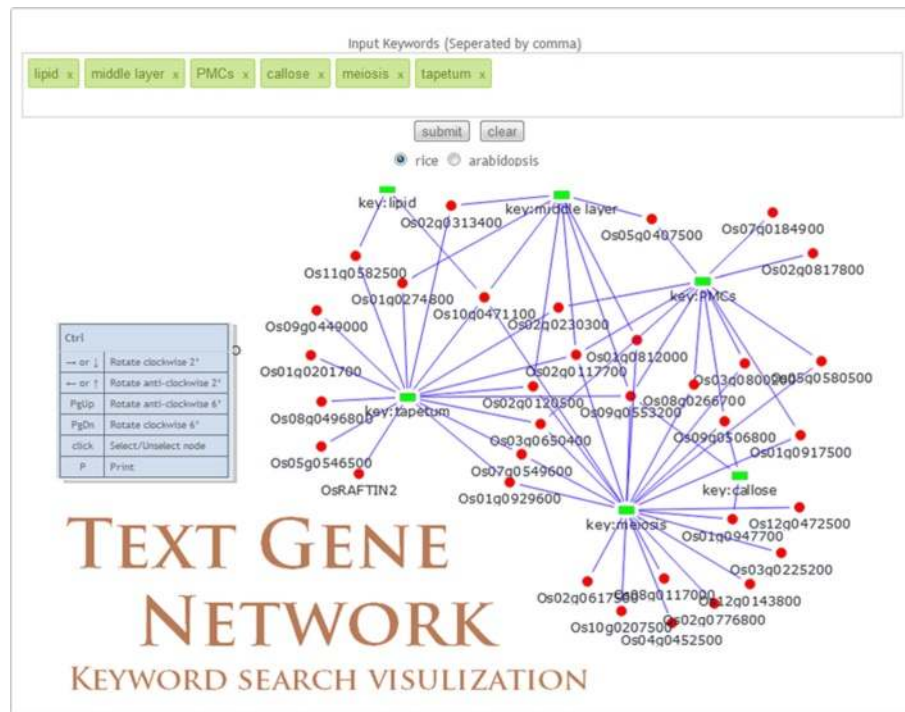 Input Keywords (Seperated by comma)
lipid x middle layer x PMCs x callose x meiosis x tapetum x
submit clear
rice arabidopsis
key:lipid
Os02g0313400
key:middle layer
Os05g0407500
Os07g0184900
Os02g0817800
Os11g0582500
Os01g0274800
Os10g0471100
key:PMCs
Os09g0449000
Os02g0230300
Os01g0201700
Os02g0117700
Os01g0812000
Os03g0800200
Os05g0580500
Os08g0496800
key:tapetum
Os02g0120500
Os09g0553200
Os08g0266700
Os05g0546500
Os03g0650400
Os09g0506800
Os01g0917500
OsRAFTIN2
Os07g0549600
Os01g0929600
key:callose
key:meiosis
Os01g0947700
Os12g0472500
Os03g0225200
Os02g0617500
Os08g0117000
Os12g0143800
Os10g0207500
Os02g0776800
Os04g0452500
Ctrl
→ or ↓ Rotate clockwise 2°
← or ↑ Rotate anti-clockwise 2°
PgUp Rotate anti-clockwise 6°
PgDn Rotate clockwise 6°
click Select/Unselect node
P Print
TEXT GENE
NETWORK
KEYWORD SEARCH VISULIZATION